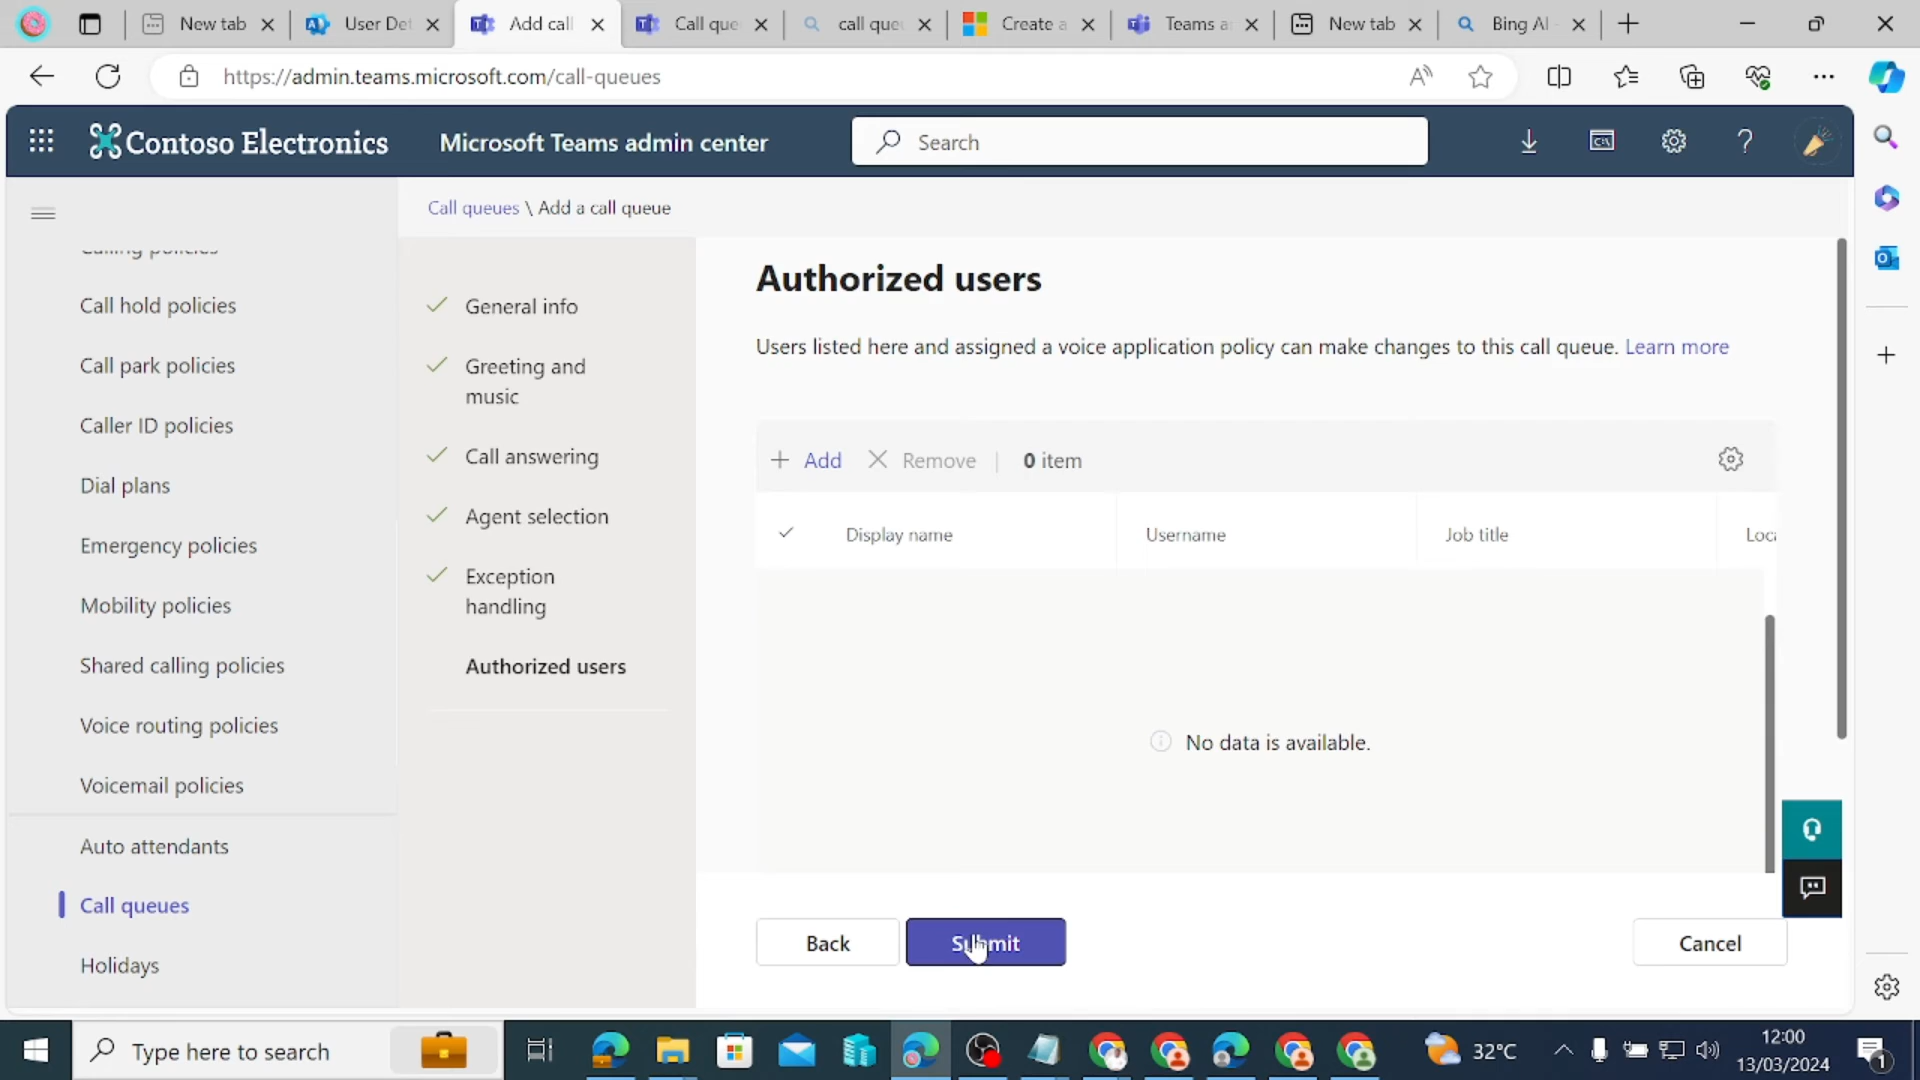 New tab
User Det
Add call
Call que
call que
Create a
Teams a
New tab
Bing AI -
https://admin.teams.microsoft.com/call-queues
Contoso Electronics
Microsoft Teams admin center
Search
Call queues \ Add a call queue
Calling policies
Call hold policies
Call park policies
Caller ID policies
Dial plans
Emergency policies
Mobility policies
Shared calling policies
Voice routing policies
Voicemail policies
Auto attendants
Call queues
Holidays
General info
Greeting and
music
Call answering
Agent selection
Exception
handling
Authorized users
Authorized users
Users listed here and assigned a voice application policy can make changes to this call queue. Learn more
+ Add
Remove
0 item
Display name
Username
Job title
Loca
No data is available.
Back
Submit
Cancel
Type here to search
32°C
12:00
13/03/2024
1